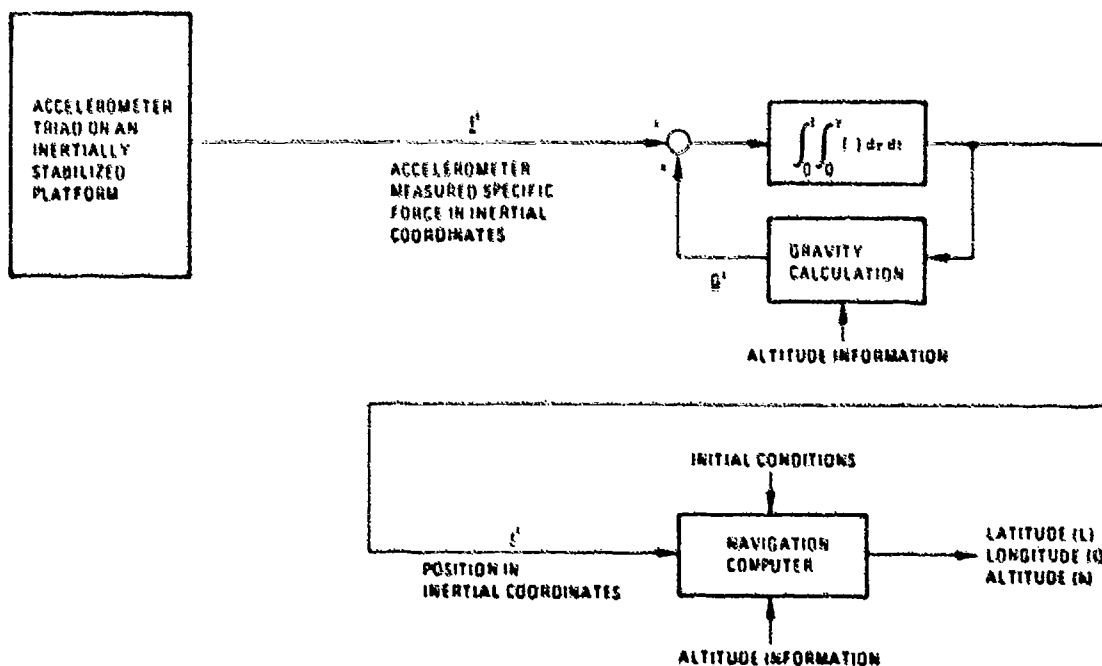 ACCELEROMETER
TRIAD ON AN
INERTIALLY
STABILIZED
PLATFORM
ACCELEROMETER
MEASURED SPECIFIC
FORCE IN INERTIAL
COORDINATES
GRAVITY
CALCULATION
ALTITUDE INFORMATION
INITIAL CONDITIONS
POSITION IN
INERTIAL COORDINATES
NAVIGATION
COMPUTER
LATITUDE (L)
LONGITUDE
ALTITUDE
ALTITUDE INFORMATION